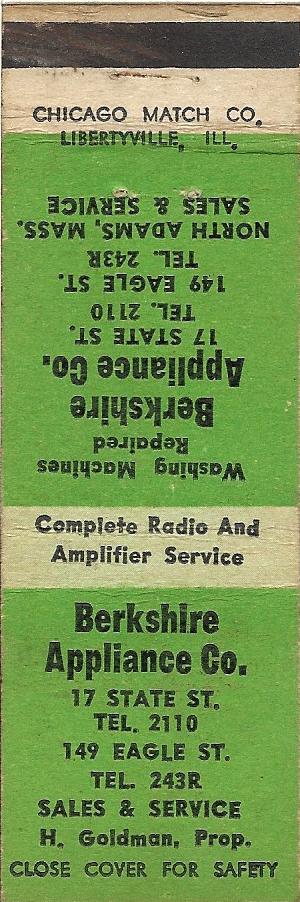 CHICAGO MATCH CO.
LIBERTYVILLE, ILL.
Washing Machines
Repaired
Berkshire
Appliance Co.
17 STATE ST.
TEL. 2110
149 EAGLE ST.
TEL. 243R
NORTH ADAMS, MASS.
SALES & SERVICE
Complete Radio And
Amplifier Service
Berkshire
Appliance Co.
17 STATE ST.
TEL. 2110
149 EAGLE ST.
TEL. 243R
SALES & SERVICE
H. Goldman, Prop.
CLOSE COVER FOR SAFETY